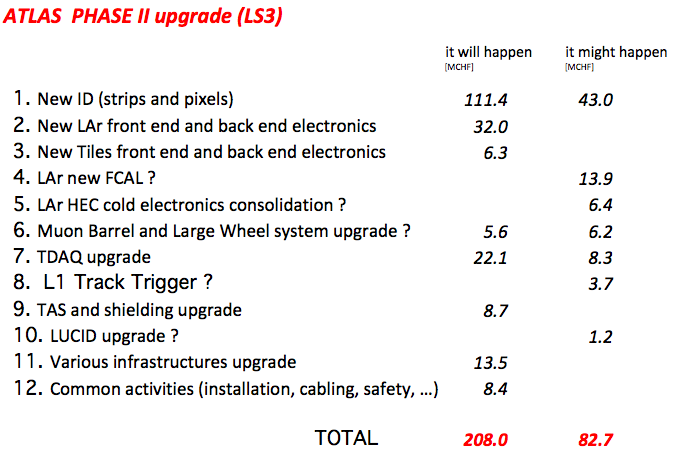 ATLAS PHASE II upgrade (LS3)
it will happen it might happen
[MCHF] [MCHF]
1. New ID (strips and pixels) 111.4 43.0
2. New LAr front end and back end electronics 32.0
3. New Tiles front end and back end electronics 6.3
4. LAr new FCAL ? 13.9
5. LAr HEC cold electronics consolidation ? 6.4
6. Muon Barrel and Large Wheel system upgrade ? 5.6 6.2
7. TDAQ upgrade 22.1 8.3
8. L1 Track Trigger ? 3.7
9. TAS and shielding upgrade 8.7
10. LUCID upgrade ? 1.2
11. Various infrastructures upgrade 13.5
12. Common activities (installation, cabling, safety, ...) 8.4
TOTAL 208.0 82.7